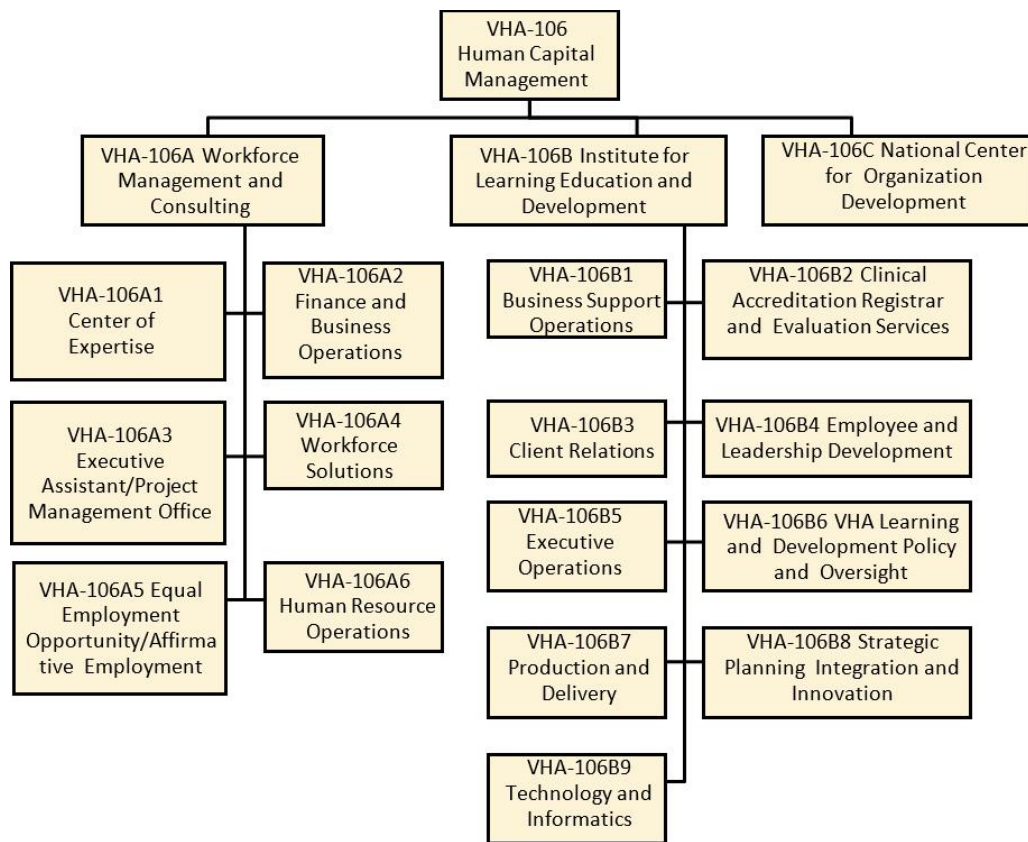 VHA-106
Human Capital
Management
VHA-106A Workforce
Management and
Consulting
VHA-106B Institute for
Learning Education and
Development
VHA-106C National Center
for Organization
Development
VHA-106A1
Center of
Expertise
VHA-106A2
Finance and
Business
Operations
VHA-106B1
Business Support
Operations
VHA-106B2 Clinical
Accreditation Registrar
and Evaluation Services
VHA-106A3
Executive
Assistant/Project
Management Office
VHA-106A4
Workforce
Solutions
VHA-106B3
Client Relations
VHA-106B4 Employee and
Leadership Development
VHA-106B5
Executive
Operations
VHA-106B6 VHA Learning
and Development Policy
and Oversight
VHA-106A5 Equal
Employment
Opportunity/Affirma
tive Employment
VHA-106A6
Human Resource
Operations
VHA-106B7
Production and
Delivery
VHA-106B8 Strategic
Planning Integration and
Innovation
VHA-106B9
Technology and
Informatics